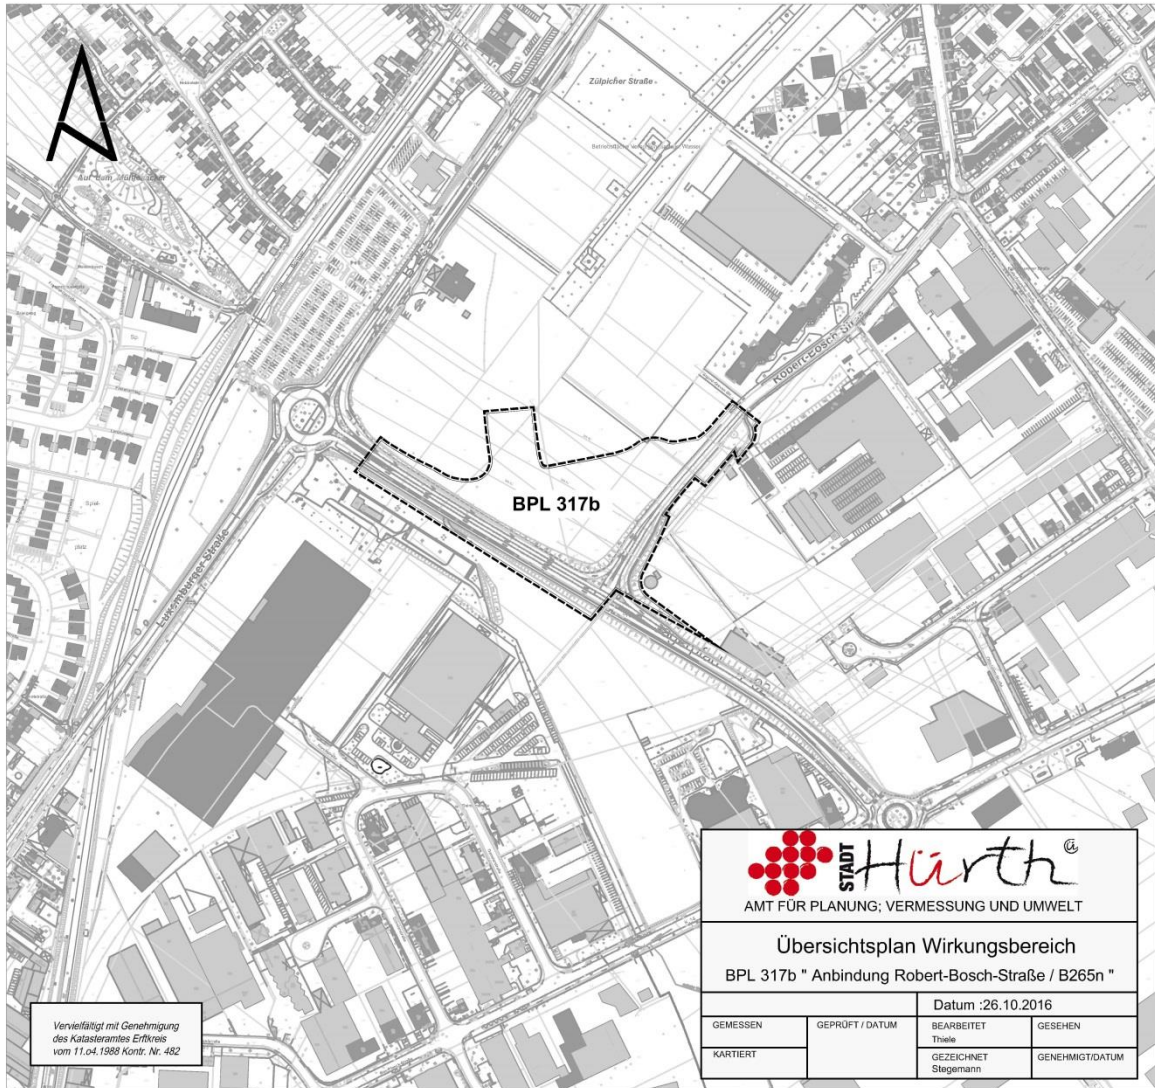 Zülpicher Straße
Robert-Bosch-Straße
BPL 317b
Luxemburger Straße
STADT Hürth ü
AMT FÜR PLANUNG; VERMESSUNG UND UMWELT
Übersichtsplan Wirkungsbereich
BPL 317b " Anbindung Robert-Bosch-Straße / B265n "
Datum :26.10.2016
GEMESSEN
GEPRÜFT / DATUM
BEARBEITET
GESEHEN
Thiele
KARTIERT
GEZEICHNET
GENEHMIGT/DATUM
Stegemann
Vervielfältigt mit Genehmigung
des Katasteramtes Erftkreis
vom 11.o4.1988 Kontr. Nr. 482